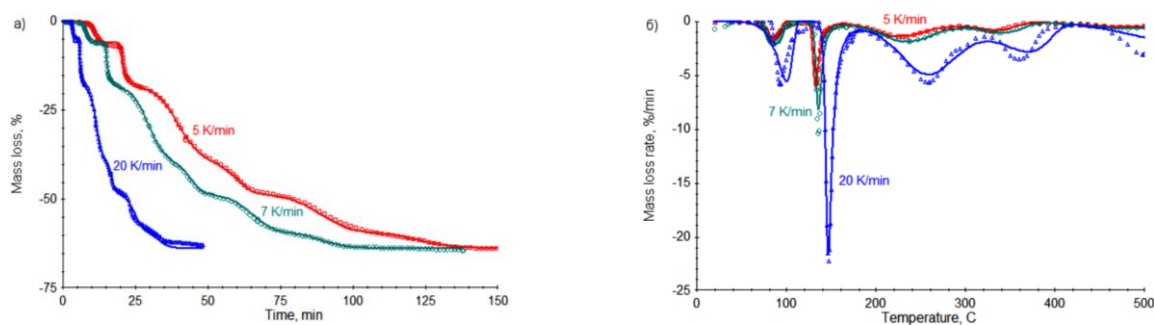 а)
0
-25
-50
-75
Mass loss, %
5 K/min
20 K/min
7 K/min
0 25 50 75 100 125 150
Time, min
б)
0
-5
-10
-15
-20
-25
Mass loss rate, %/min
5 K/min
7 K/min
20 K/min
100 200 300 400 500
Temperature, C